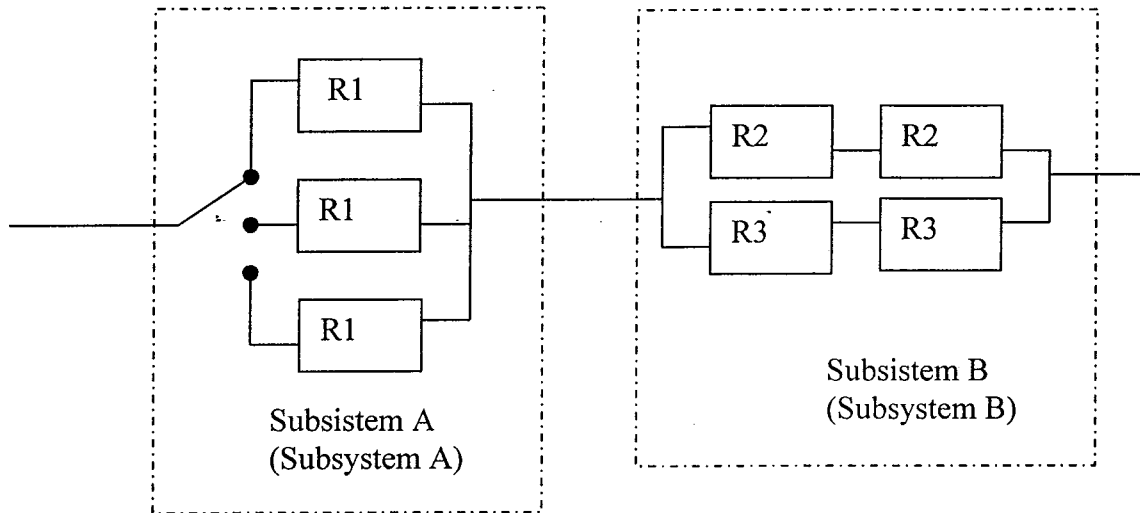 R1
R1
R1
Subsistem A
(Subsystem A)
R2
R2
R3
R3
Subsistem B
(Subsystem B)